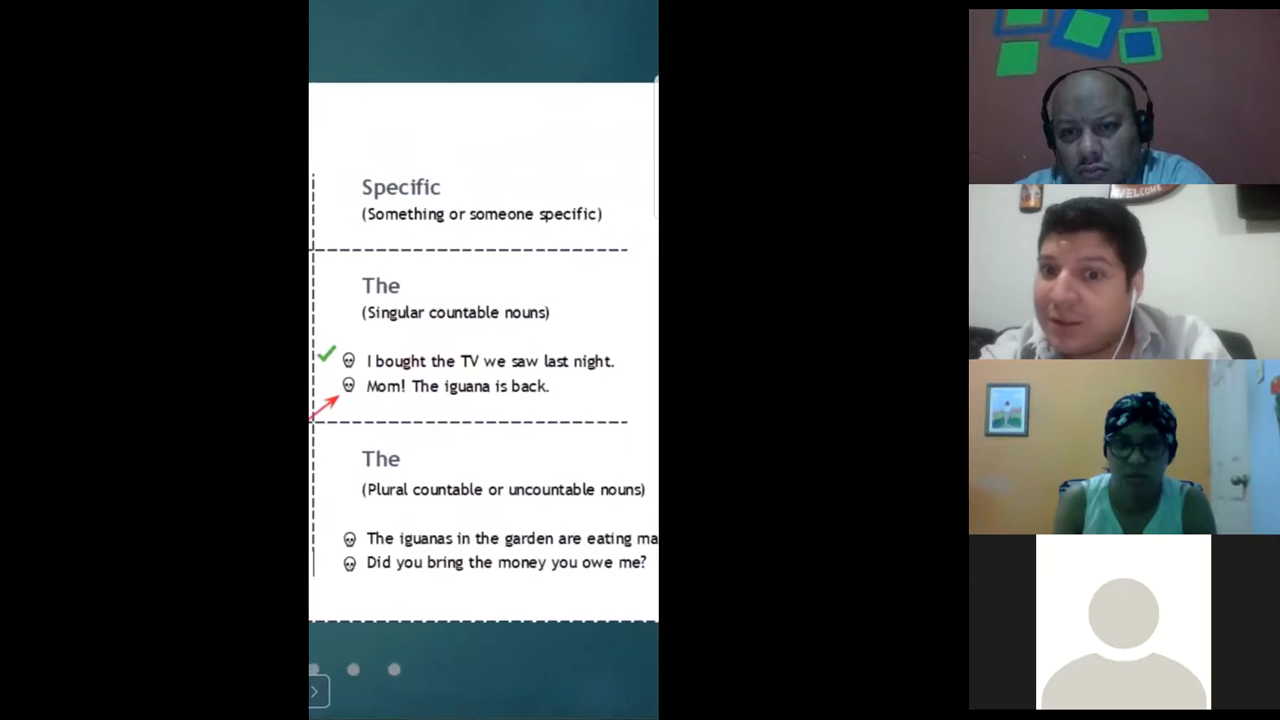 Specific
(Something or someone specific)
The
(Singular countable nouns)
I bought the TV we saw last night.
Mom! The iguana is back.
The
(Plural countable or uncountable nouns)
The iguanas in the garden are eating ma
Did you bring the money you owe me?
WELCOME